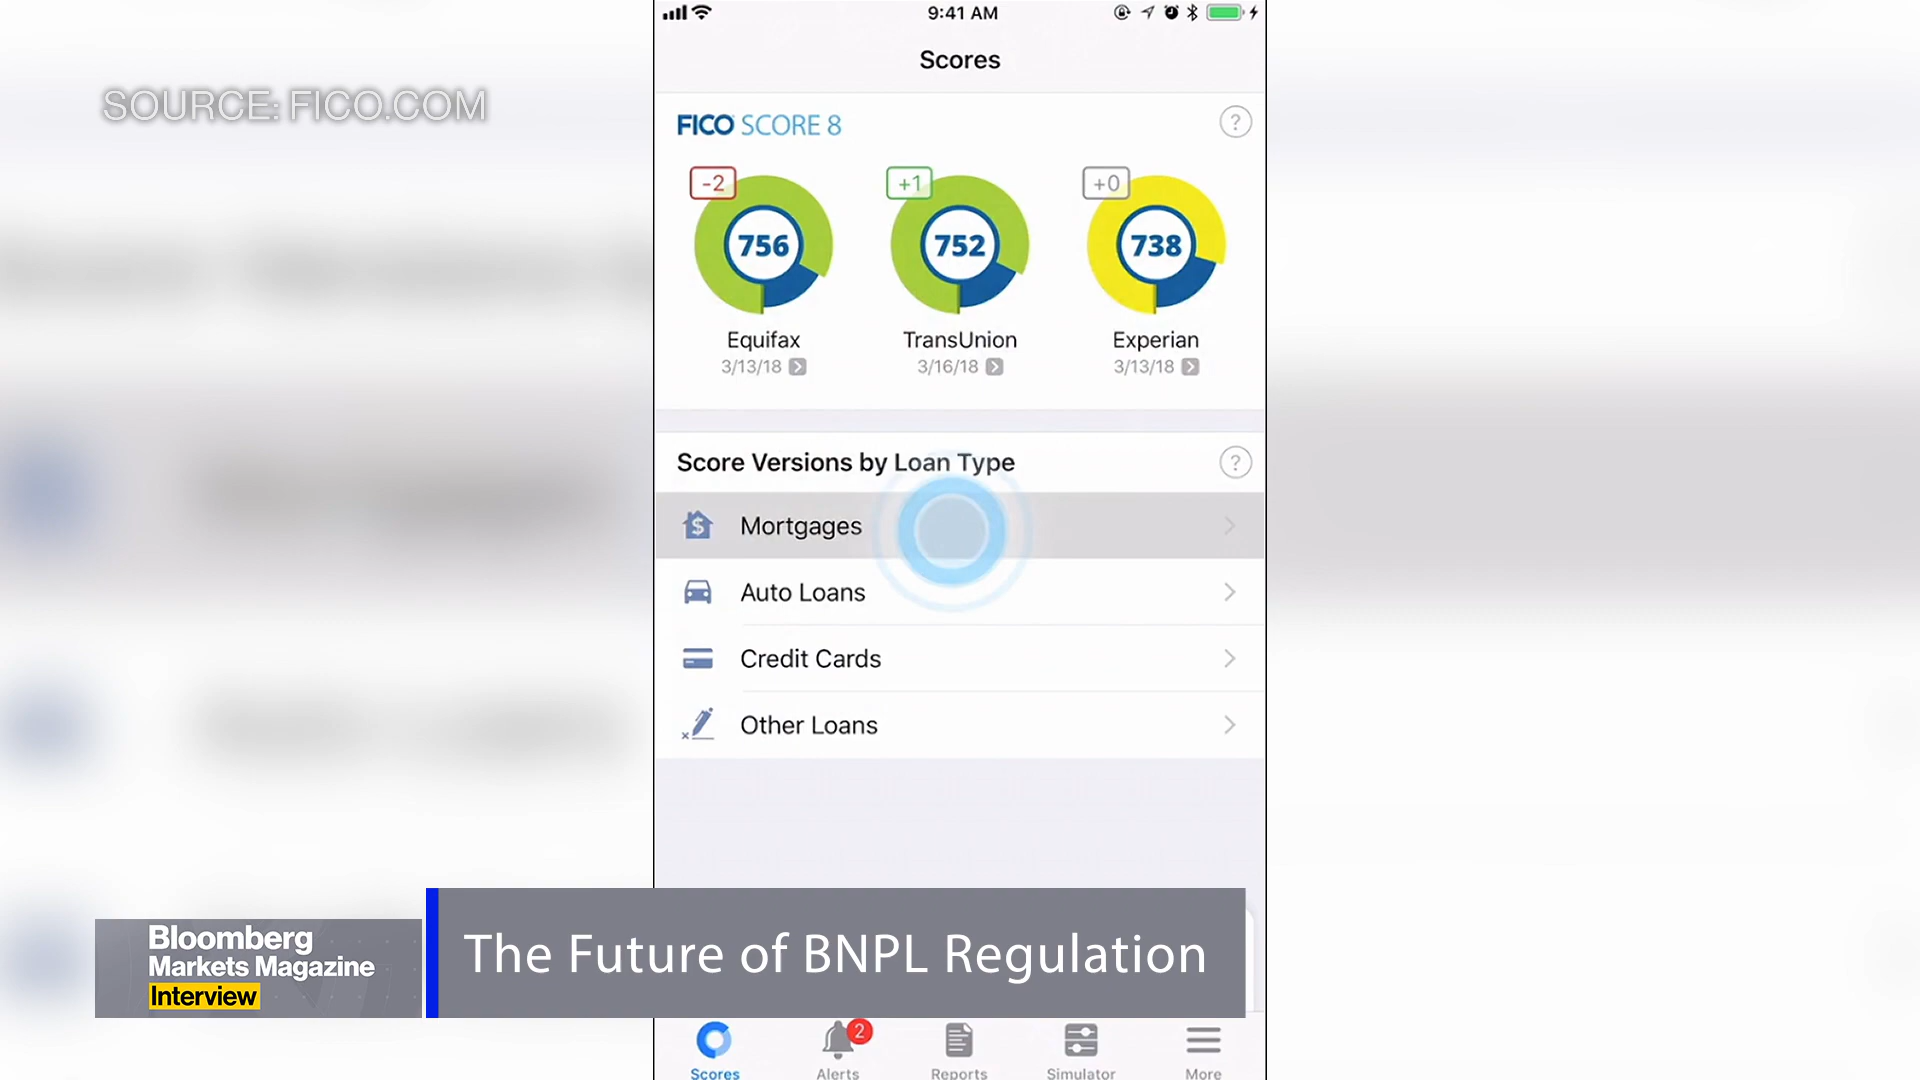 9:41 AM
Scores
SOURCE: FICO.COM
FICO SCORE 8
?
-2
+1
+0
756
752
738
Equifax
TransUnion
Experian
3/13/18
3/16/18
3/13/18
Score Versions by Loan Type
?
Mortgages
Auto Loans
Credit Cards
Other Loans
Bloomberg
Markets Magazine
Interview
The Future of BNPL Regulation
2
Scores
Alerts
Reports
Simulator
More